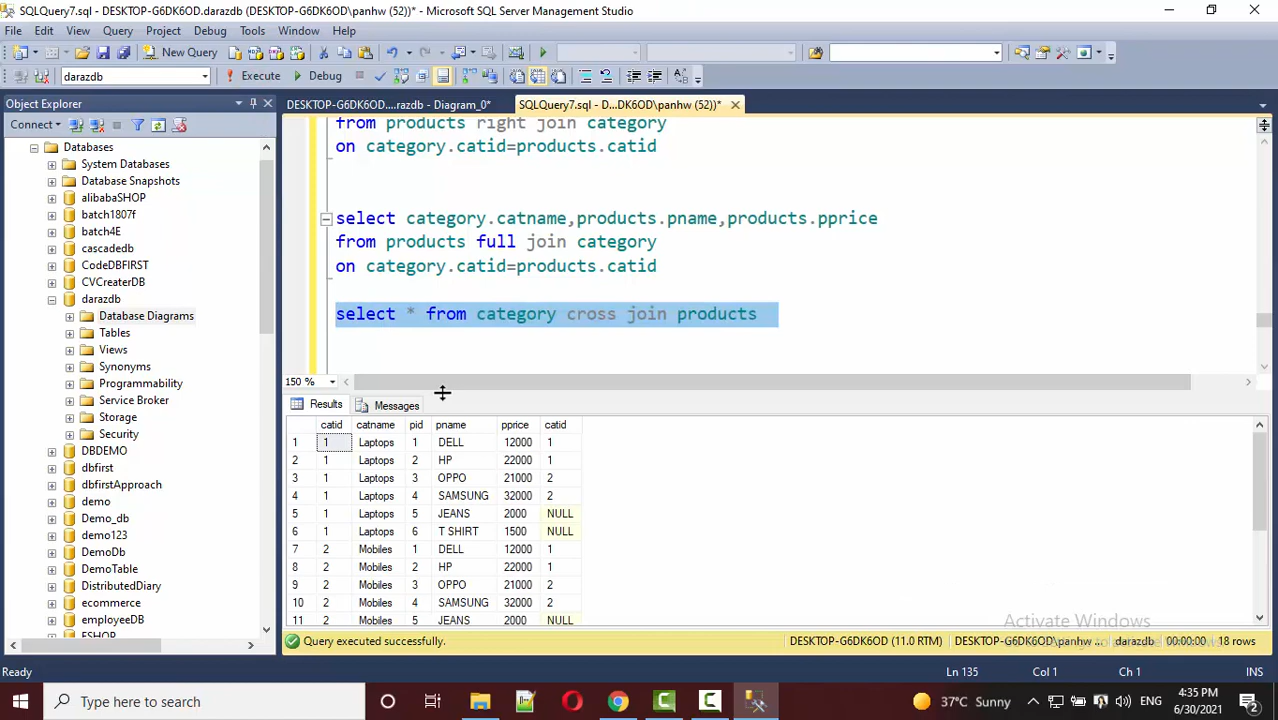 SQLQuery7.sql - DESKTOP-G6DK6OD.darazdb (DESKTOP-G6DK6OD\panhw (52))* - Microsoft SQL Server Management Studio
File Edit View Query Project Debug Tools Window Help
New Query
darazdb Execute Debug
Object Explorer
DESKTOP-G6DK6OD....razdb - Diagram_0*
SQLQuery7.sql - D...DK6OD\panhw (52))*
Connect
Databases
System Databases
Database Snapshots
alibabaSHOP
batch1807f
batch4E
cascadedb
CodeDBFIRST
CVCreaterDB
darazdb
Database Diagrams
Tables
Views
Synonyms
Programmability
Service Broker
Storage
Security
DBDEMO
dbfirst
dbfirstApproach
demo
Demo_db
demo123
DemoDb
DemoTable
DistributedDiary
ecommerce
employeeDB
ESHOP
from products right join category
on category.catid=products.catid
select category.catname,products.pname,products.pprice
from products full join category
on category.catid=products.catid
select * from category cross join products
150 %
Results Messages
catid catname pid pname pprice catid
1 1 Laptops 1 DELL 12000 1
2 1 Laptops 2 HP 22000 1
3 1 Laptops 3 OPPO 21000 2
4 1 Laptops 4 SAMSUNG 32000 2
5 1 Laptops 5 JEANS 2000 NULL
6 1 Laptops 6 T SHIRT 1500 NULL
7 2 Mobiles 1 DELL 12000 1
8 2 Mobiles 2 HP 22000 1
9 2 Mobiles 3 OPPO 21000 2
10 2 Mobiles 4 SAMSUNG 32000 2
11 2 Mobiles 5 JEANS 2000 NULL
Activate Windows
Query executed successfully. DESKTOP-G6DK6OD (11.0 RTM) DESKTOP-G6DK6OD\panhw ... darazdb 00:00:00 18 rows
Ready Ln 135 Col 1 Ch 1 INS
Type here to search
37°C Sunny
ENG
4:35 PM
6/30/2021
2